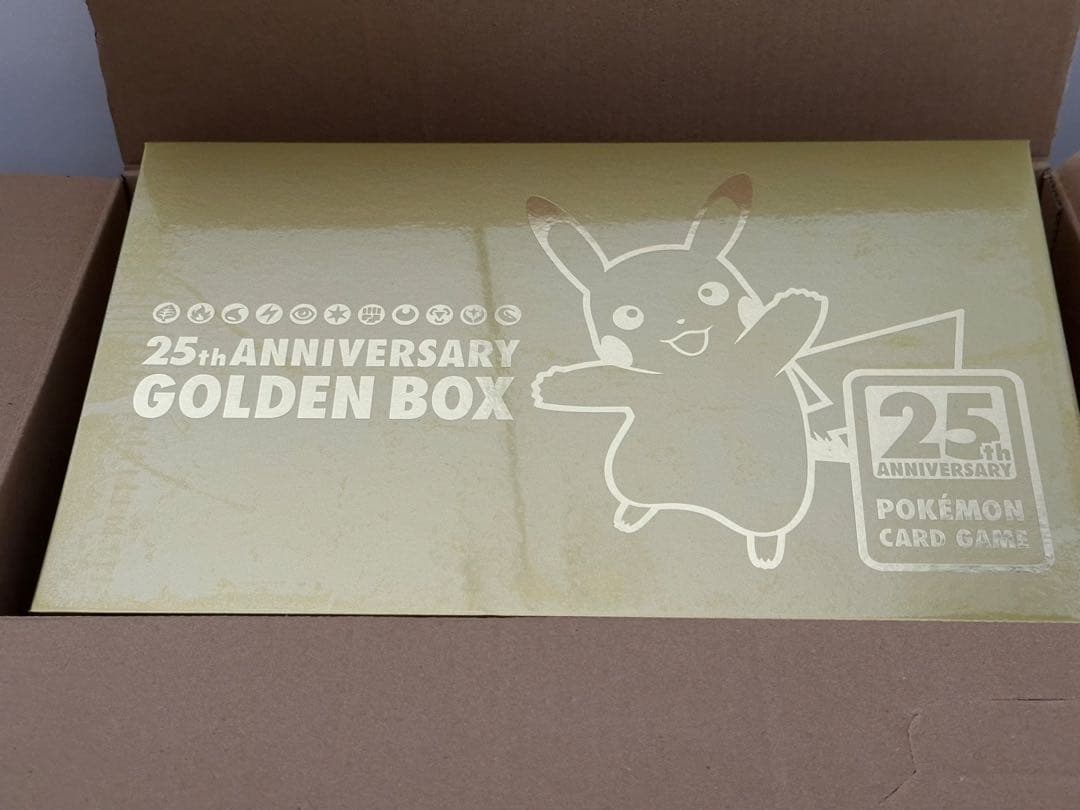 25th ANNIVERSARY
GOLDEN BOX
25th
ANNIVERSARY
POKÉMON
CARD GAME